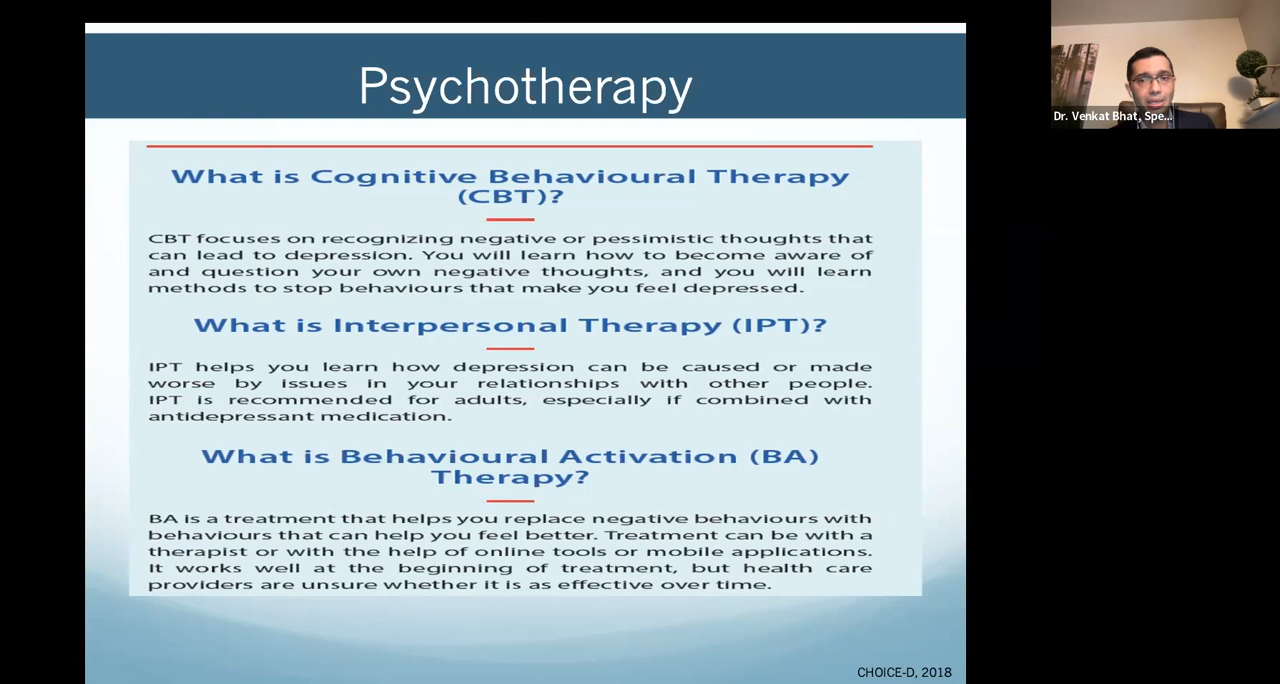 Psychotherapy
What is Cognitive Behavioural Therapy
(CBT)?
CBT focuses on recognizing negative or pessimistic thoughts that
can lead to depression. You will learn how to become aware of
and question your own negative thoughts, and you will learn
methods to stop behaviours that make you feel depressed.
What is Interpersonal Therapy (IPT)?
IPT helps you learn how depression can be caused or made
worse by issues in your relationships with other people.
IPT is recommended for adults, especially if combined with
antidepressant medication.
What is Behavioural Activation (BA)
Therapy?
BA is a treatment that helps you replace negative behaviours with
behaviours that can help you feel better. Treatment can be with a
therapist or with the help of online tools or mobile applications.
It works well at the beginning of treatment, but health care
providers are unsure whether it is as effective over time.
CHOICE-D, 2018
Dr. Venkat Bhat, Spe...